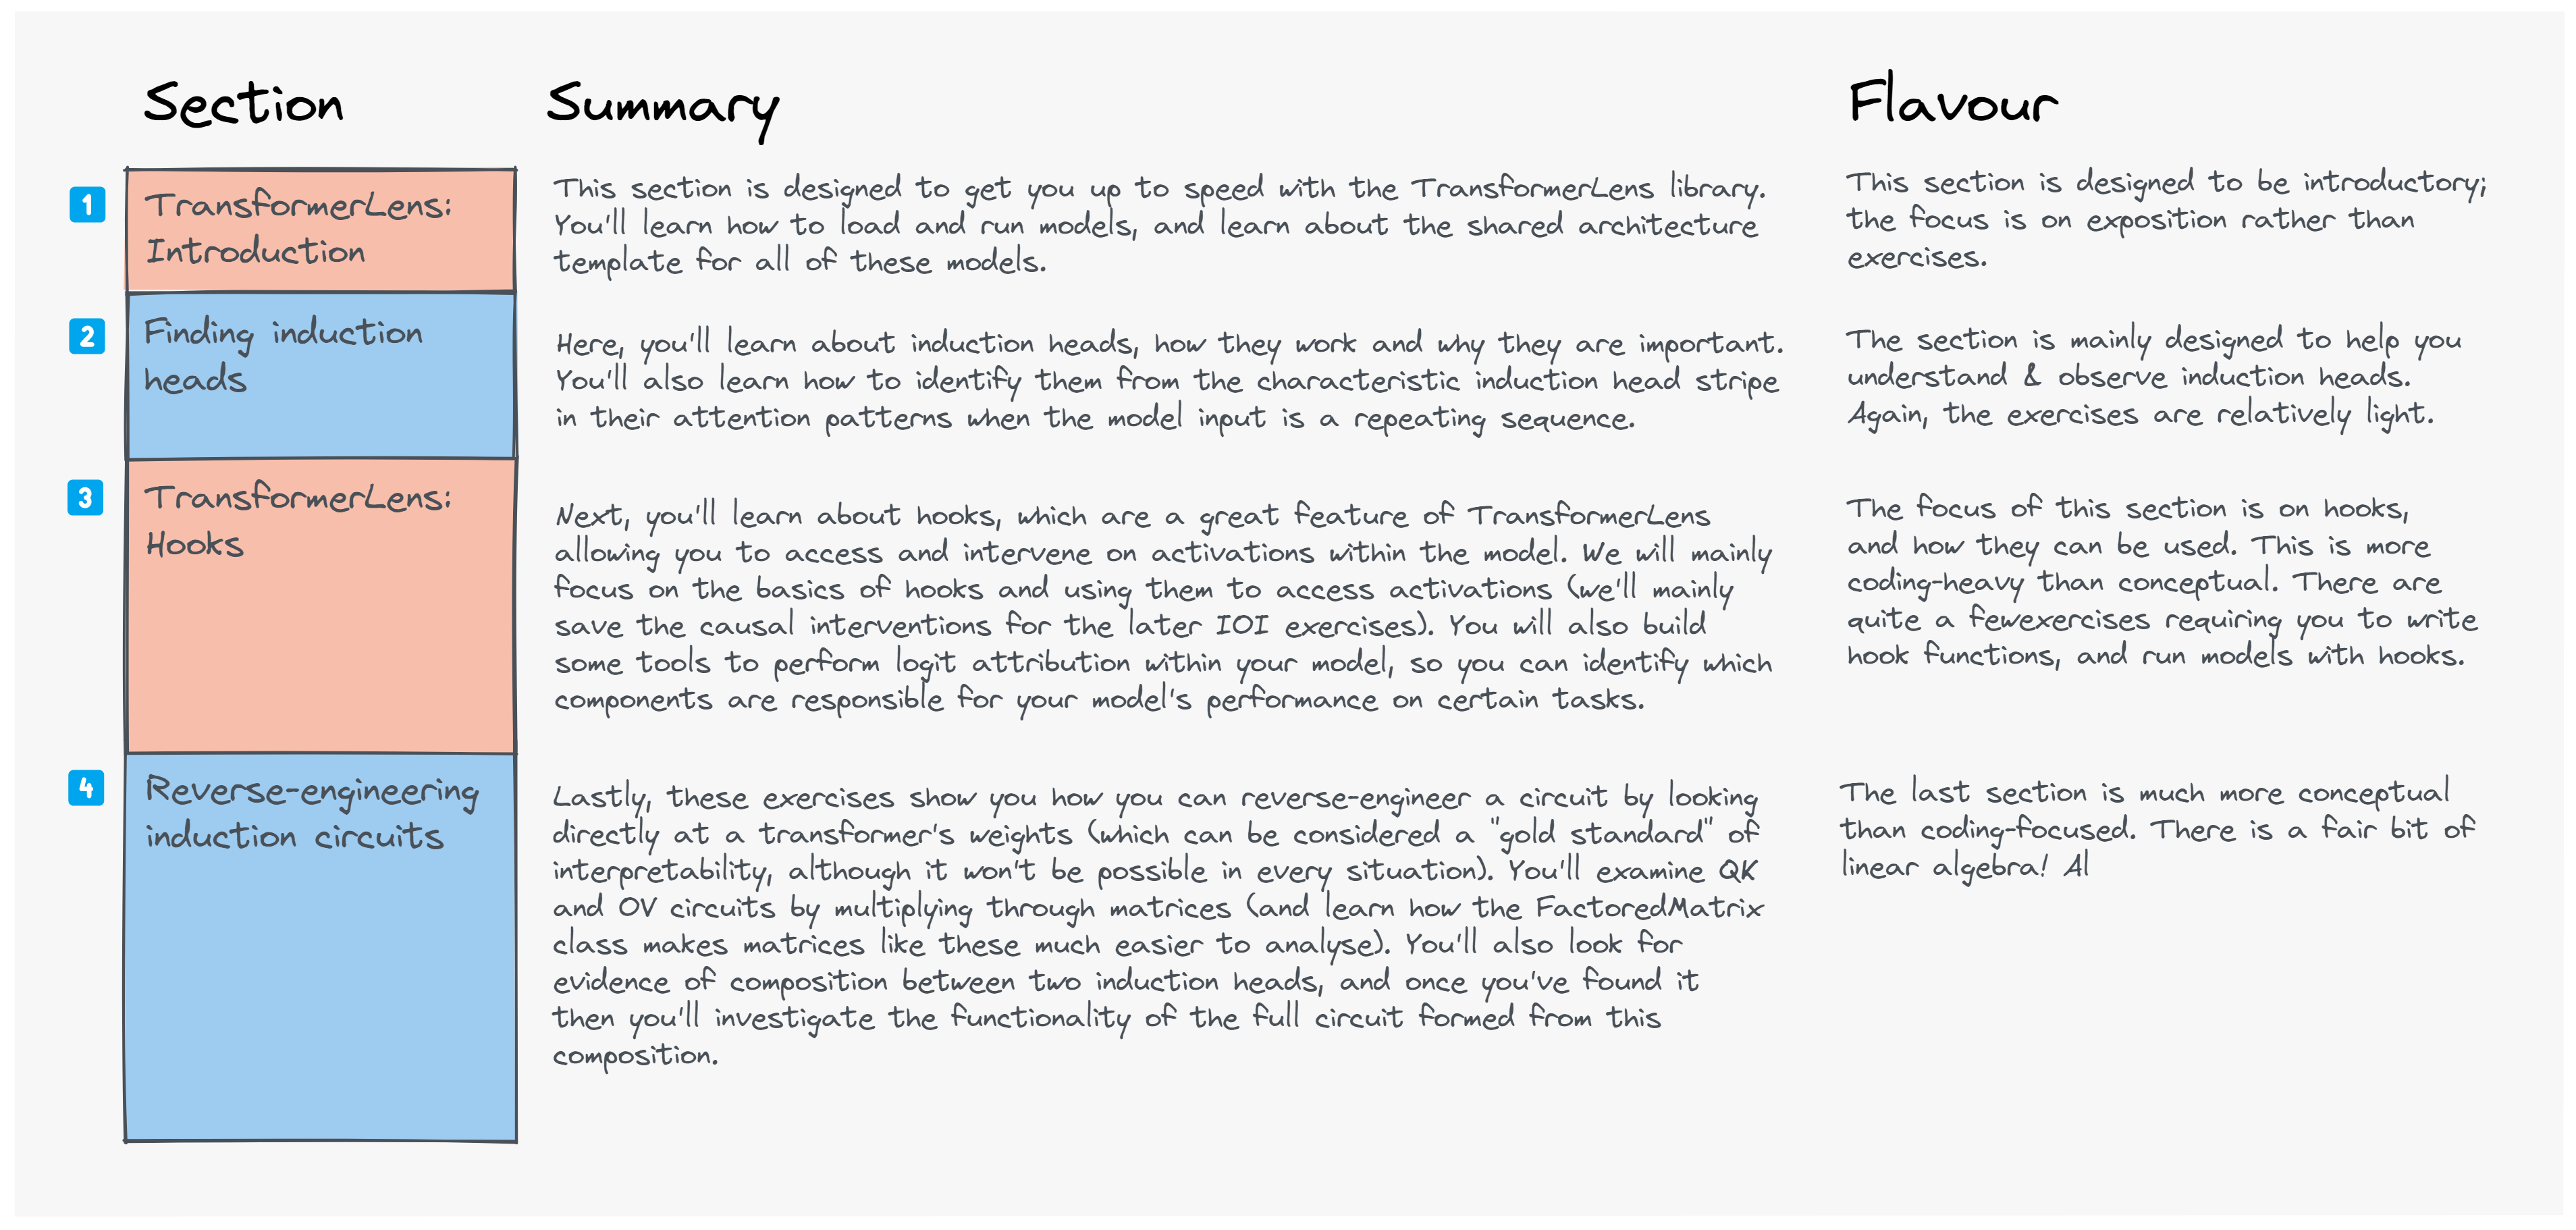 Section
Summary
Flavour
1
TransformerLens:
Introduction
This section is designed to get you up to speed with the TransformerLens library.
You'll learn how to load and run models, and learn about the shared architecture
template for all of these models.
This section is designed to be introductory;
the focus is on exposition rather than
exercises.
2
Finding induction
heads
Here, you'll learn about induction heads, how they work and why they are important.
You'll also learn how to identify them from the characteristic induction head stripe
in their attention patterns when the model input is a repeating sequence.
The section is mainly designed to help you
understand & observe induction heads.
Again, the exercises are relatively light.
3
TransformerLens:
Hooks
Next, you'll learn about hooks, which are a great feature of TransformerLens
allowing you to access and intervene on activations within the model. We will mainly
focus on the basics of hooks and using them to access activations (we'll mainly
save the causal interventions for the later IOI exercises). You will also build
some tools to perform logit attribution within your model, so you can identify which
components are responsible for your model's performance on certain tasks.
The focus of this section is on hooks,
and how they can be used. This is more
coding-heavy than conceptual. There are
quite a fewexercises requiring you to write
hook functions, and run models with hooks.
4
Reverse-engineering
induction circuits
Lastly, these exercises show you how you can reverse-engineer a circuit by looking
directly at a transformer's weights (which can be considered a "gold standard" of
interpretability, although it won't be possible in every situation). You'll examine QK
and OV circuits by multiplying through matrices (and learn how the FactoredMatrix
class makes matrices like these much easier to analyse). You'll also look for
evidence of composition between two induction heads, and once you've found it
then you'll investigate the functionality of the full circuit formed from this
composition.
The last section is much more conceptual
than coding-focused. There is a fair bit of
linear algebra! Al